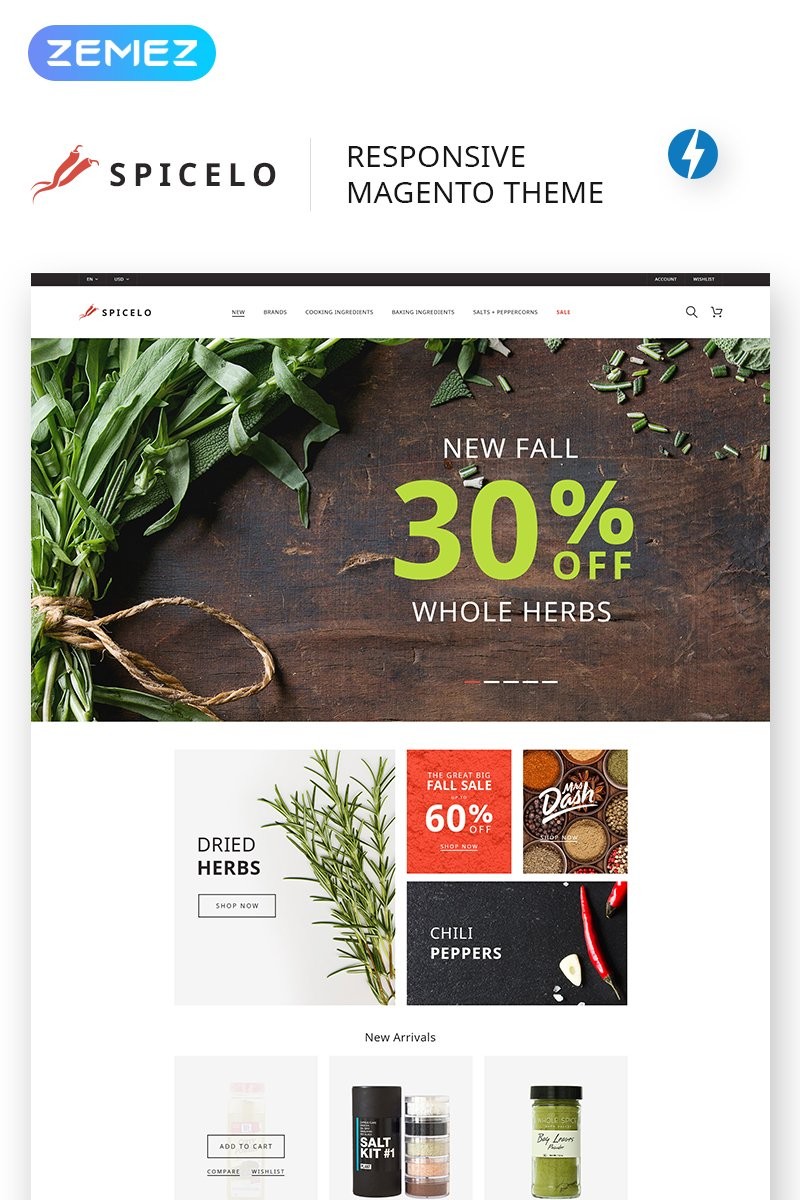 ZEMEZ
SPICELO
RESPONSIVE
MAGENTO THEME
EN USD ACCOUNT WISHLIST
SPICELO NEW BRANDS COOKING INGREDIENTS BAKING INGREDIENTS SALTS + PEPPERCORNS SALE
NEW FALL
30%
OFF
WHOLE HERBS
DRIED
HERBS
SHOP NOW
THE GREAT BIG
FALL SALE
UP TO
60%
OFF
SHOP NOW
Mrs
Dash
SHOP NOW
CHILI
PEPPERS
New Arrivals
ADD TO CART
COMPARE WISHLIST
SALT
KIT #1
WHOLE SPICE
Bay Leaves
Powder